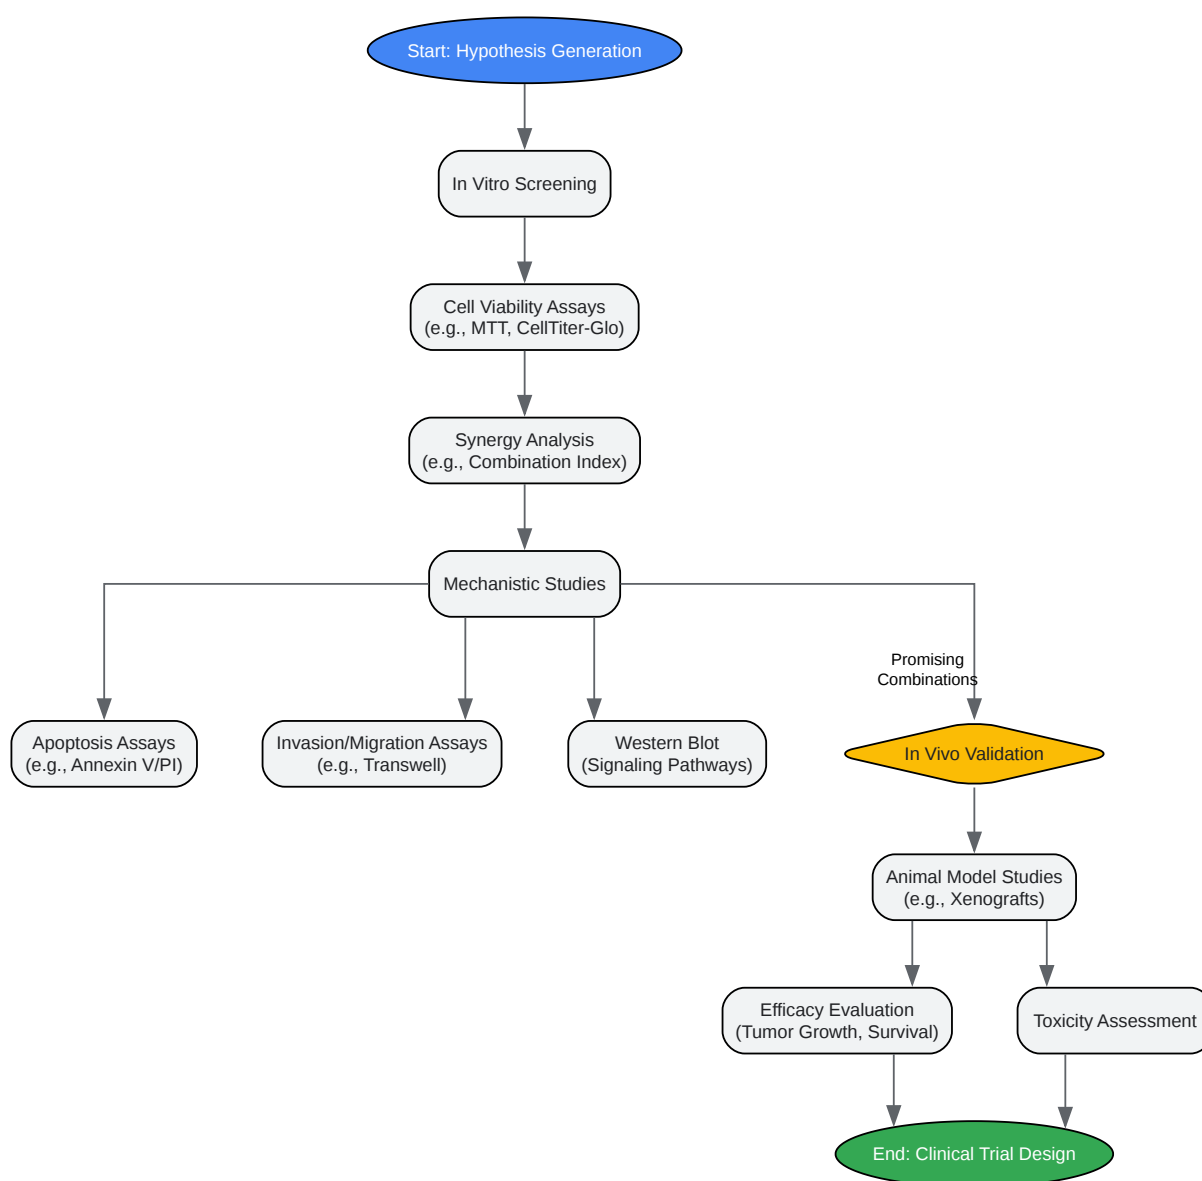 Start: Hypothesis Generation
In Vitro Screening
Cell Viability Assays
(e.g., MTT, CellTiter-Glo)
Synergy Analysis
(e.g., Combination Index)
Mechanistic Studies
Promising
Combinations
Apoptosis Assays
(e.g., Annexin V/PI)
Invasion/Migration Assays
(e.g., Transwell)
Western Blot
(Signaling Pathways)
In Vivo Validation
Animal Model Studies
(e.g., Xenografts)
Efficacy Evaluation
(Tumor Growth, Survival)
Toxicity Assessment
End: Clinical Trial Design